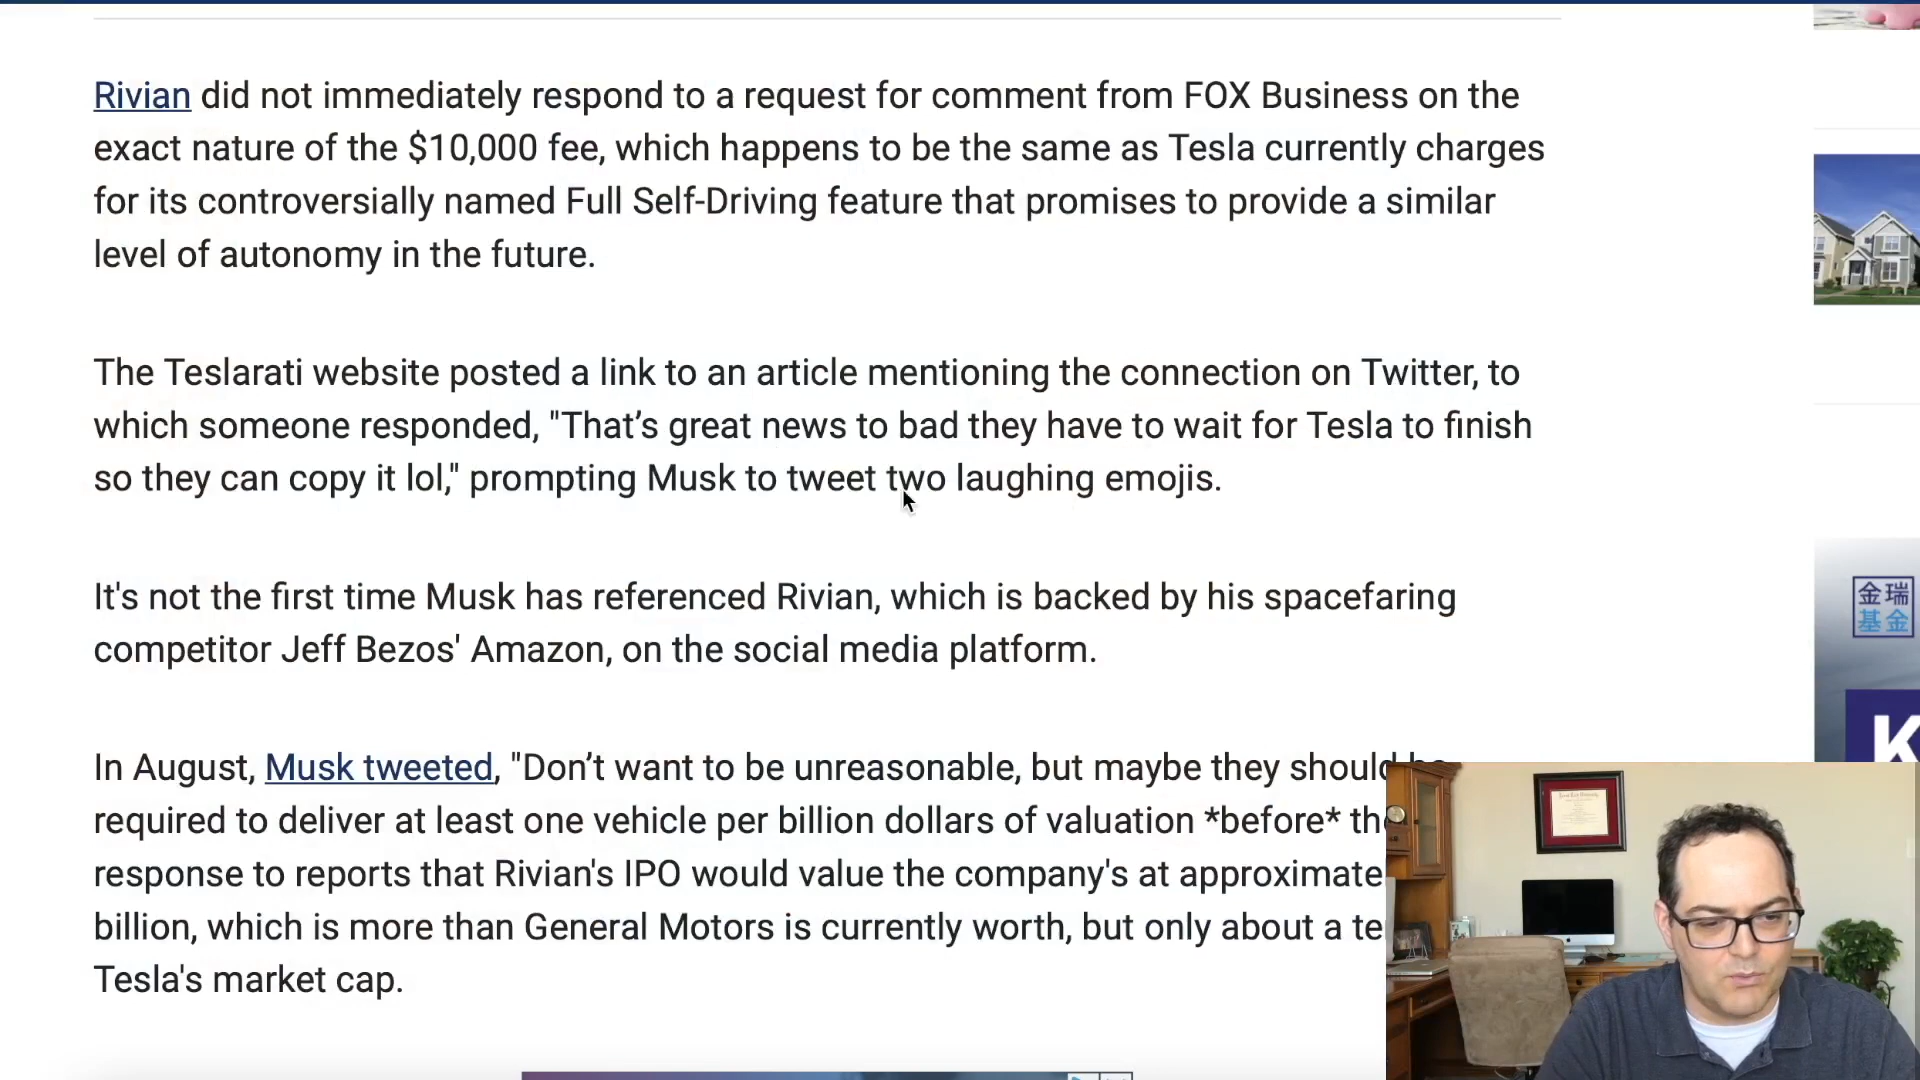 Rivian did not immediately respond to a request for comment from FOX Business on the
exact nature of the $10,000 fee, which happens to be the same as Tesla currently charges
for its controversially named Full Self-Driving feature that promises to provide a similar
level of autonomy in the future.
The Teslarati website posted a link to an article mentioning the connection on Twitter, to
which someone responded, "That’s great news to bad they have to wait for Tesla to finish
so they can copy it lol," prompting Musk to tweet two laughing emojis.
It's not the first time Musk has referenced Rivian, which is backed by his spacefaring
competitor Jeff Bezos' Amazon, on the social media platform.
In August, Musk tweeted, "Don’t want to be unreasonable, but maybe they should
required to deliver at least one vehicle per billion dollars of valuation *before*
response to reports that Rivian's IPO would value the company's at
billion, which is more than General Motors is currently worth, but only about a
Tesla's market cap.
金瑞
基金
K